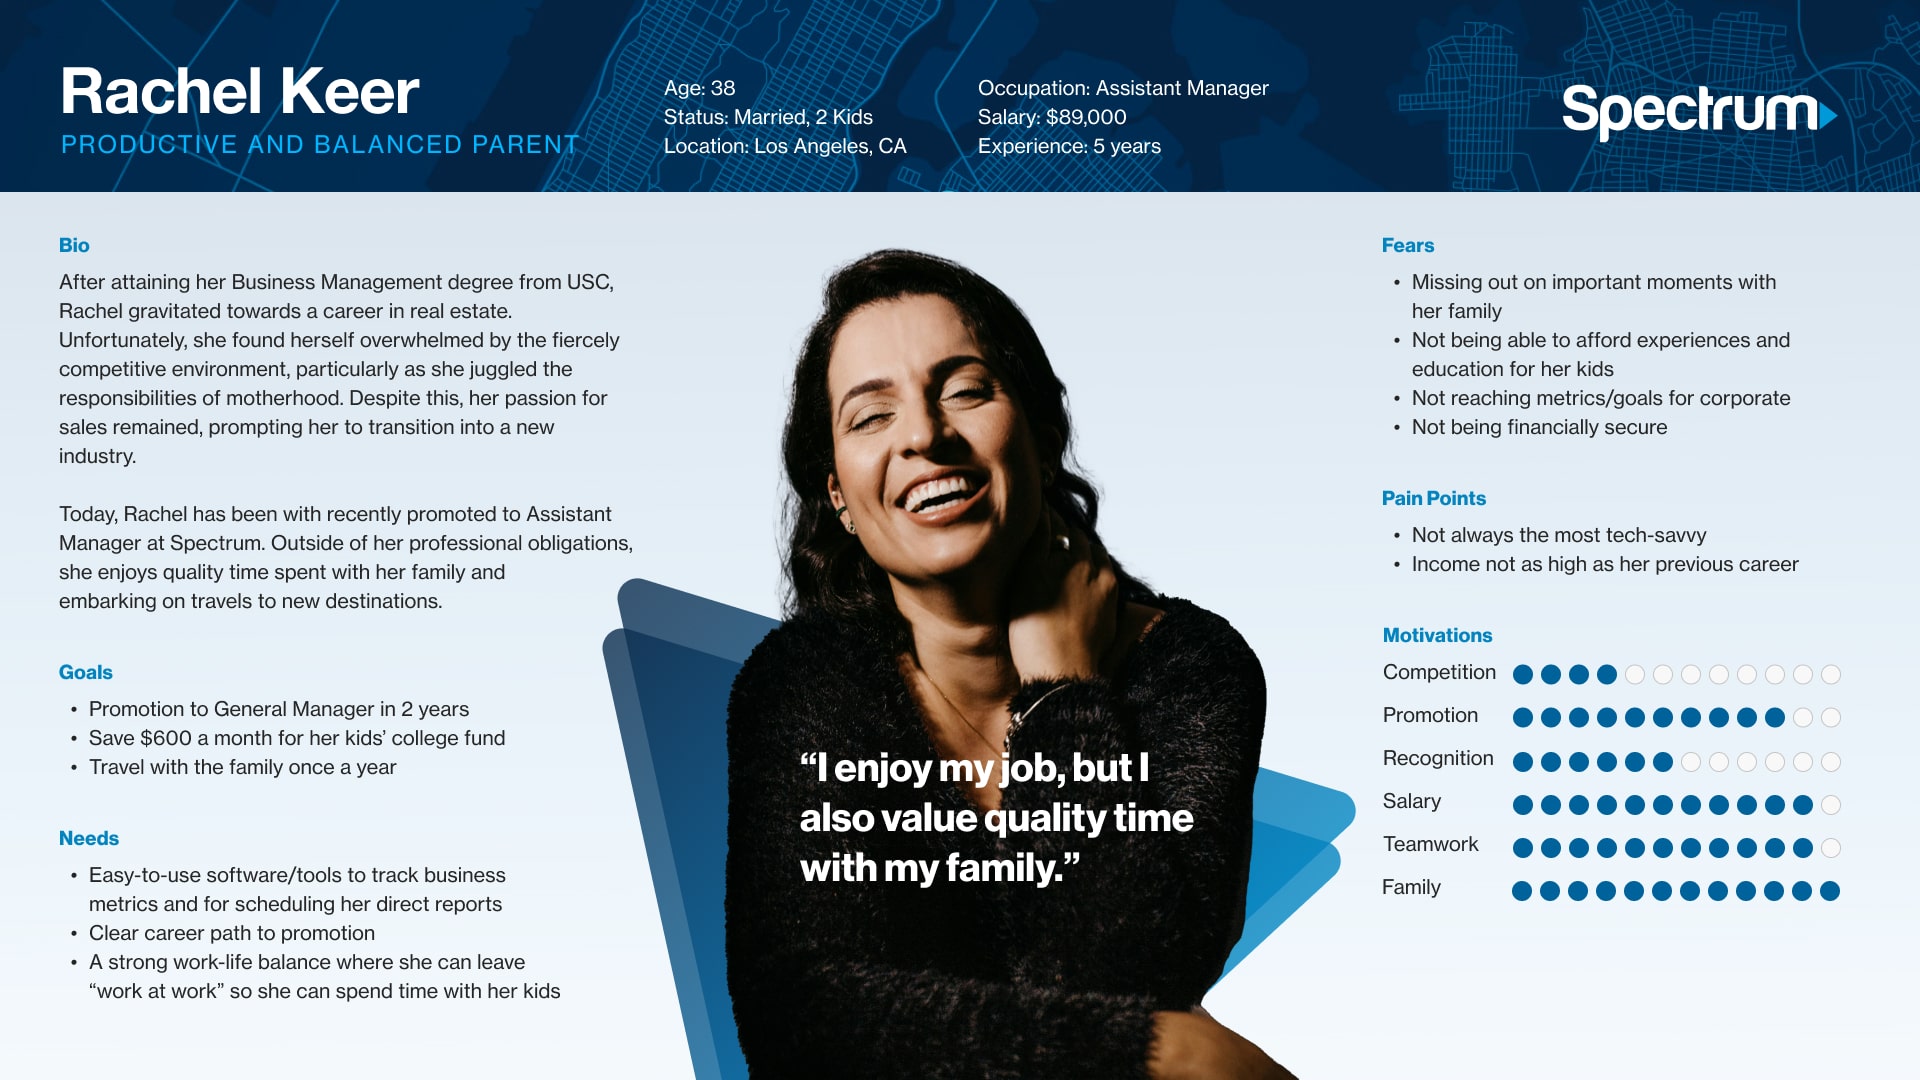 Rachel Keer
PRODUCTIVE AND BALANCED PARENT
Age: 38
Status: Married, 2 Kids
Location: Los Angeles, CA
Occupation: Assistant Manager
Salary: $89,000
Experience: 5 years
Spectrum
Bio
After attaining her Business Management degree from USC,
Rachel gravitated towards a career in real estate.
Unfortunately, she found herself overwhelmed by the fiercely
competitive environment, particularly as she juggled the
responsibilities of motherhood. Despite this, her passion for
sales remained, prompting her to transition into a new
industry.
Today, Rachel has been with recently promoted to Assistant
Manager at Spectrum. Outside of her professional obligations,
she enjoys quality time spent with her family and
embarking on travels to new destinations.
Goals
• Promotion to General Manager in 2 years
• Save $600 a month for her kids’ college fund
• Travel with the family once a year
Needs
• Easy-to-use software/tools to track business
metrics and for scheduling her direct reports
• Clear career path to promotion
• A strong work-life balance where she can leave
“work at work” so she can spend time with her kids
“I enjoy my job, but I
also value quality time
with my family.”
Fears
• Missing out on important moments with
her family
• Not being able to afford experiences and
education for her kids
• Not reaching metrics/goals for corporate
• Not being financially secure
Pain Points
• Not always the most tech-savvy
• Income not as high as her previous career
Motivations
Competition
Promotion
Recognition
Salary
Teamwork
Family